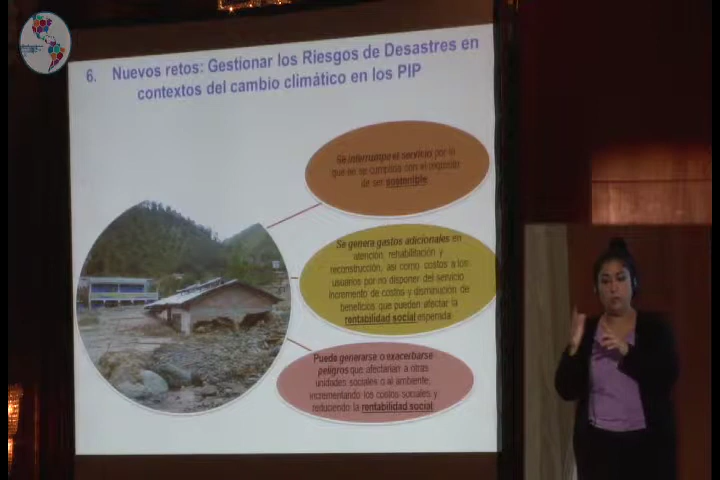 6. Nuevos retos: Gestionar los Riesgos de Desastres en
contextos del cambio climático en los PIP
Se interrumpe el servicio por lo
que no se cumpliría con el requisito
de ser sostenible
Se genera gastos adicionales en
atención, rehabilitación y
reconstrucción, así como costos a los
usuarios por no disponer del servicio
Incremento de costos y disminución de
beneficios que pueden afectar la
rentabilidad social esperada
Puede generarse o exacerbarse
peligros que afectarían a otras
unidades sociales o al ambiente,
incrementando los costos sociales y
reduciendo la rentabilidad social